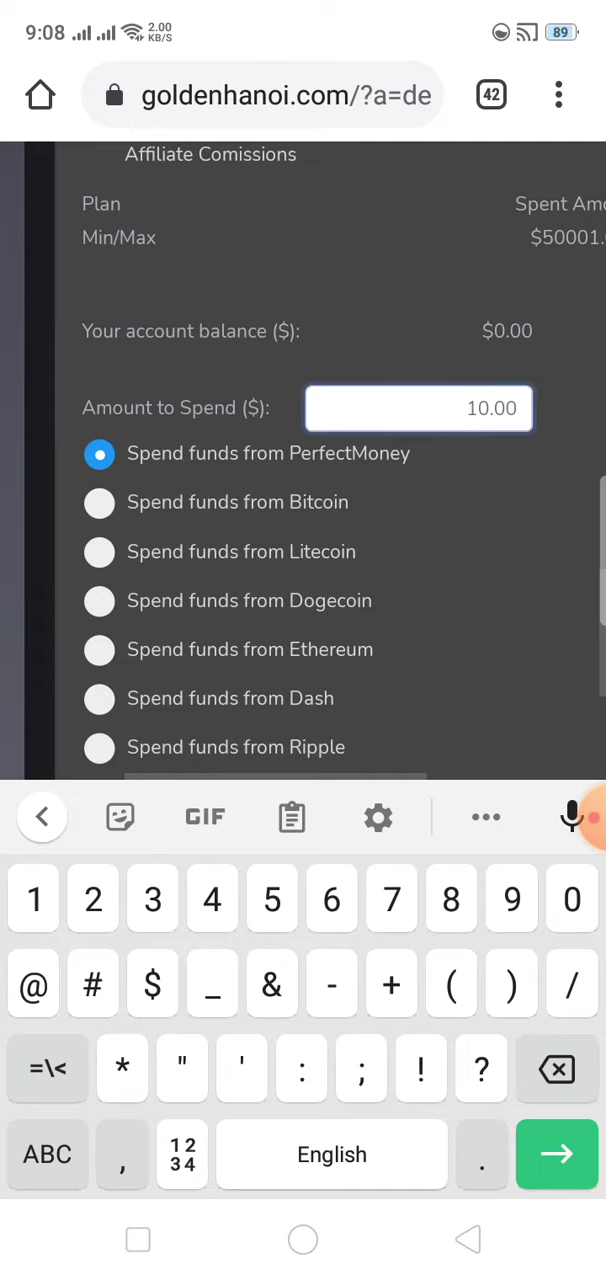 9:08 2.00 KB/S 89
goldenhanoi.com/?a=de 42
Affiliate Comissions
Plan Spent Amo
Min/Max $50001.
Your account balance ($): $0.00
Amount to Spend ($): 10.00
Spend funds from PerfectMoney
Spend funds from Bitcoin
Spend funds from Litecoin
Spend funds from Dogecoin
Spend funds from Ethereum
Spend funds from Dash
Spend funds from Ripple
GIF
1 2 3 4 5 6 7 8 9 0
@ # $ _ & - + ( ) /
=\< * " ' : ; ! ?
ABC , 12 34 English .